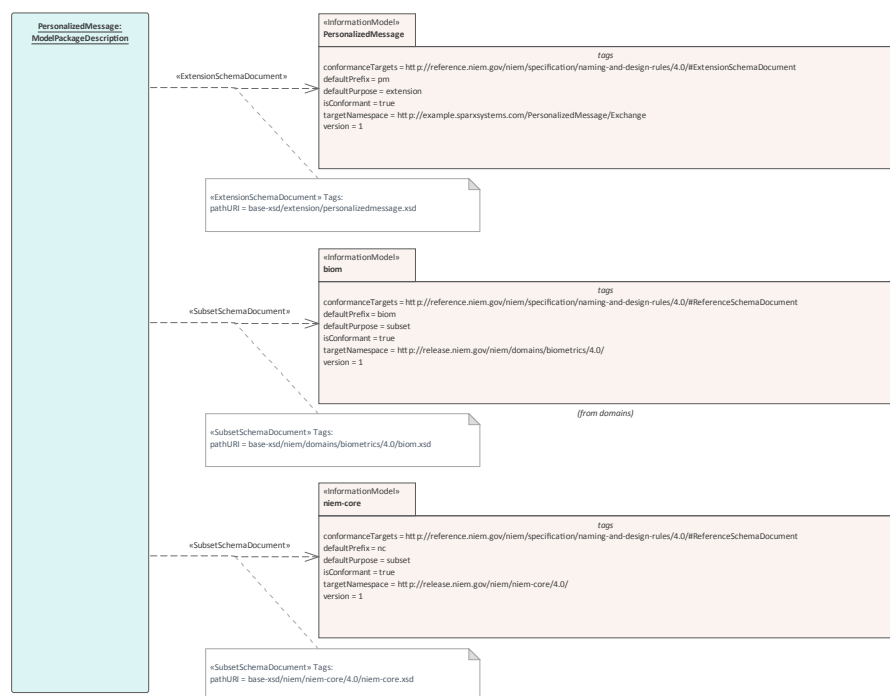 PersonalizedMessage:
ModelPackageDescription
«ExtensionSchemaDocument»
«InformationModel»
PersonalizedMessage
tags
conformanceTargets = http://reference.niem.gov/niem/specification/naming-and-design-rules/4.0/#ExtensionSchemaDocument
defaultPrefix = pm
defaultPurpose = extension
isConformant = true
targetNamespace = http://example.sparxsystems.com/PersonalizedMessage/Exchange
version = 1
«ExtensionSchemaDocument» Tags:
pathURI = base-xsd/extension/personalizedmessage.xsd
«SubsetSchemaDocument»
«InformationModel»
biom
tags
conformanceTargets = http://reference.niem.gov/niem/specification/naming-and-design-rules/4.0/#ReferenceSchemaDocument
defaultPrefix = biom
defaultPurpose = subset
isConformant = true
targetNamespace = http://release.niem.gov/niem/domains/biometrics/4.0/
version = 1
(from domains)
«SubsetSchemaDocument» Tags:
pathURI = base-xsd/niem/domains/biometrics/4.0/biom.xsd
«SubsetSchemaDocument»
«InformationModel»
niem-core
tags
conformanceTargets = http://reference.niem.gov/niem/specification/naming-and-design-rules/4.0/#ReferenceSchemaDocument
defaultPrefix = nc
defaultPurpose = subset
isConformant = true
targetNamespace = http://release.niem.gov/niem/niem-core/4.0/
version = 1
«SubsetSchemaDocument» Tags:
pathURI = base-xsd/niem/niem-core/4.0/niem-core.xsd